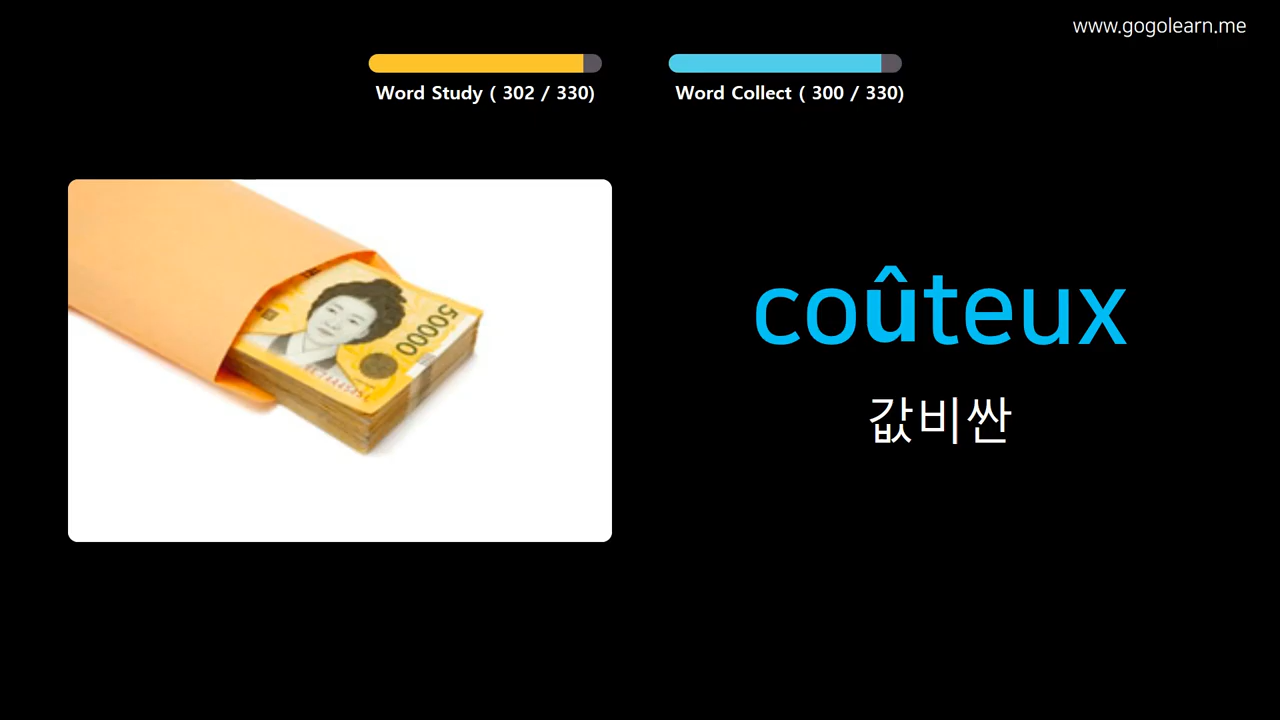 www.gogolearn.me
Word Study ( 302 / 330)
Word Collect ( 300 / 330)
50000
coûteux
값비싼